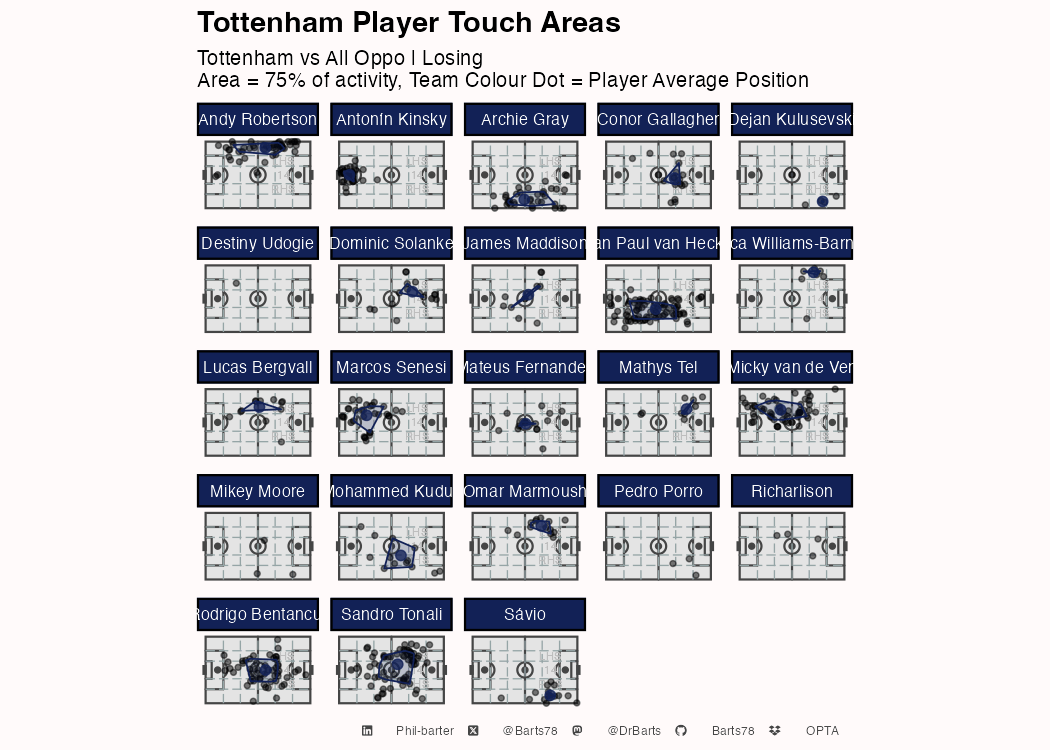 Tottenham Player Touch Areas
Tottenham vs All Oppo | Losing
Area = 75% of activity, Team Colour Dot = Player Average Position
Andy Robertson Antonín Kinsky Archie Gray Conor Gallagher Dejan Kulusevsk
Destiny Udogie Dominic Solanke James Maddison an Paul van Heck ca Williams-Barn
Lucas Bergvall Marcos Senesi Mateus Fernande Mathys Tel Micky van de Ven
Mikey Moore Mohammed Kudu Omar Marmoush Pedro Porro Richarlison
Rodrigo Bentancu Sandro Tonali Sávio
Phil-barter @Barts78 @DrBarts Barts78 OPTA